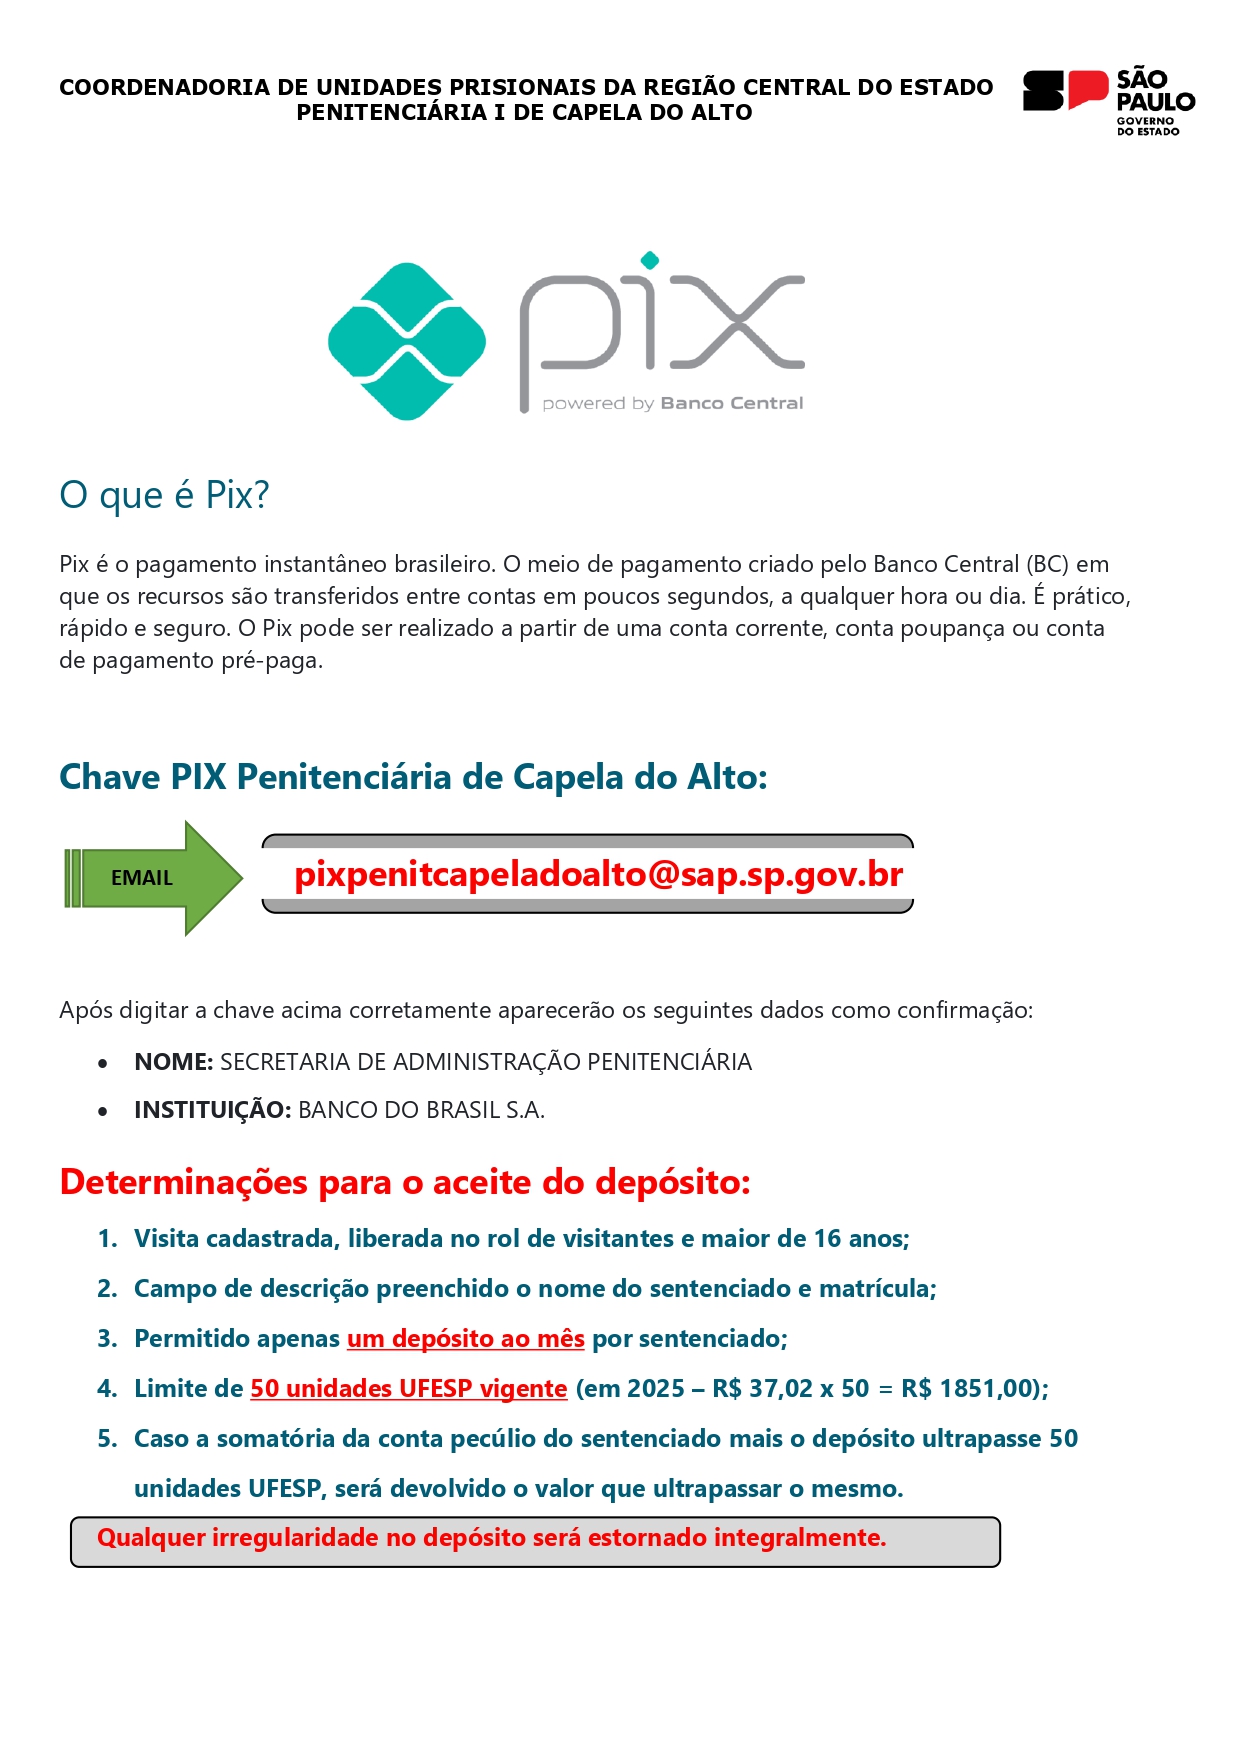 COORDENADORIA DE UNIDADES PRISIONAIS DA REGIÃO CENTRAL DO ESTADO
PENITENCIÁRIA I DE CAPELA DO ALTO
SÃO
PAULO
GOVERNO
DO ESTADO
pix
powered by Banco Central
O que é Pix?
Pix é o pagamento instantâneo brasileiro. O meio de pagamento criado pelo Banco Central (BC) em
que os recursos são transferidos entre contas em poucos segundos, a qualquer hora ou dia. É prático,
rápido e seguro. O Pix pode ser realizado a partir de uma conta corrente, conta poupança ou conta
de pagamento pré-paga.
Chave PIX Penitenciária de Capela do Alto:
EMAIL
pixpenitcapeladoalto@sap.sp.gov.br
Após digitar a chave acima corretamente aparecerão os seguintes dados como confirmação:
• NOME: SECRETARIA DE ADMINISTRAÇÃO PENITENCIÁRIA
• INSTITUIÇÃO: BANCO DO BRASIL S.A.
Determinações para o aceite do depósito:
1. Visita cadastrada, liberada no rol de visitantes e maior de 16 anos;
2. Campo de descrição preenchido o nome do sentenciado e matrícula;
3. Permitido apenas um depósito ao mês por sentenciado;
4. Limite de 50 unidades UFESP vigente (em 2025 – R$ 37,02 x 50 = R$ 1851,00);
5. Caso a somatória da conta pecúlio do sentenciado mais o depósito ultrapasse 50
unidades UFESP, será devolvido o valor que ultrapassar o mesmo.
Qualquer irregularidade no depósito será estornado integralmente.